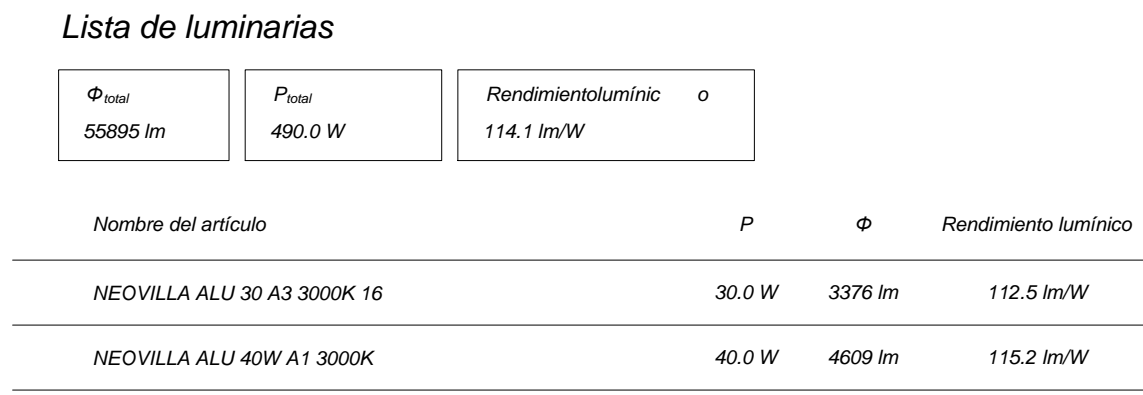 Lista de luminarias
Φtotal Ptotal Rendimientolumínic o
55895 lm 490.0 W 114.1 lm/W
Nombre del artículo P Φ Rendimiento lumínico
NEOVILLA ALU 30 A3 3000K 16 30.0 W 3376 lm 112.5 lm/W
NEOVILLA ALU 40W A1 3000K 40.0 W 4609 lm 115.2 lm/W